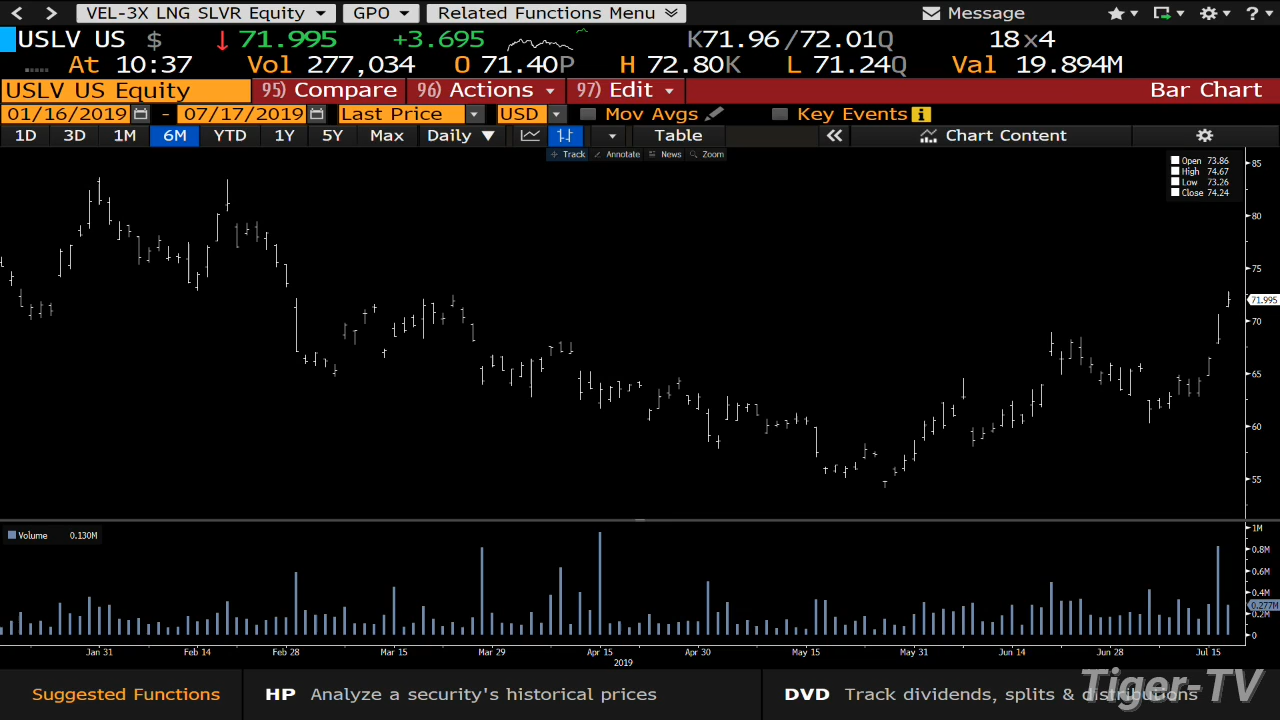 VEL-3X LNG SLVR Equity GPO Related Functions Menu Message ?
USLV US $ ↓ 71.995 +3.695 K71.96/72.01Q 18x4
At 10:37 Vol 277,034 O 71.40P H 72.80K L 71.24Q Val 19.894M
USLV US Equity 95) Compare 96) Actions 97) Edit Bar Chart
01/16/2019 - 07/17/2019 Last Price USD Mov Avgs Key Events i
1D 3D 1M 6M YTD 1Y 5Y Max Daily ▼ Table « Chart Content
Track Annotate News Zoom
Open 73.86
High 74.67
Low 73.26
Close 74.24
85
80
75
71.995
70
65
60
55
Volume 0.130M
1M
0.8M
0.6M
0.4M
0.277M
0.2M
0
Jan 31 Feb 14 Feb 28 Mar 15 Mar 29 Apr 15 Apr 30 May 15 May 31 Jun 14 Jun 28 Jul 15
2019
Suggested Functions HP Analyze a security's historical prices DVD Track dividends, splits & distributions
Tiger-TV